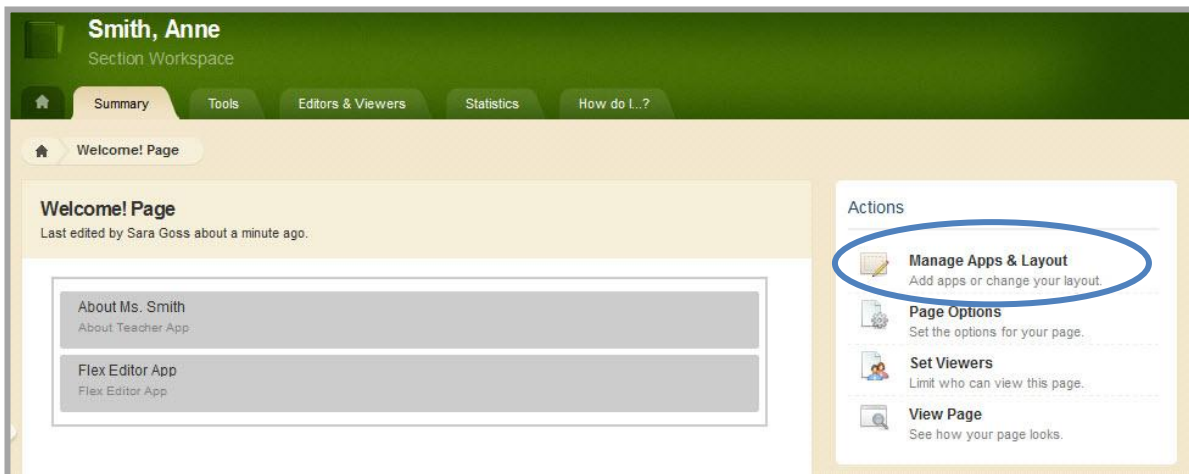 Smith, Anne
Section Workspace
Summary Tools Editors & Viewers Statistics How do I..?
Welcome! Page
Welcome! Page
Last edited by Sara Goss about a minute ago.
About Ms. Smith
About Teacher App
Flex Editor App
Flex Editor App
Actions
Manage Apps & Layout
Add apps or change your layout.
Page Options
Set the options for your page.
Set Viewers
Limit who can view this page.
View Page
See how your page looks.